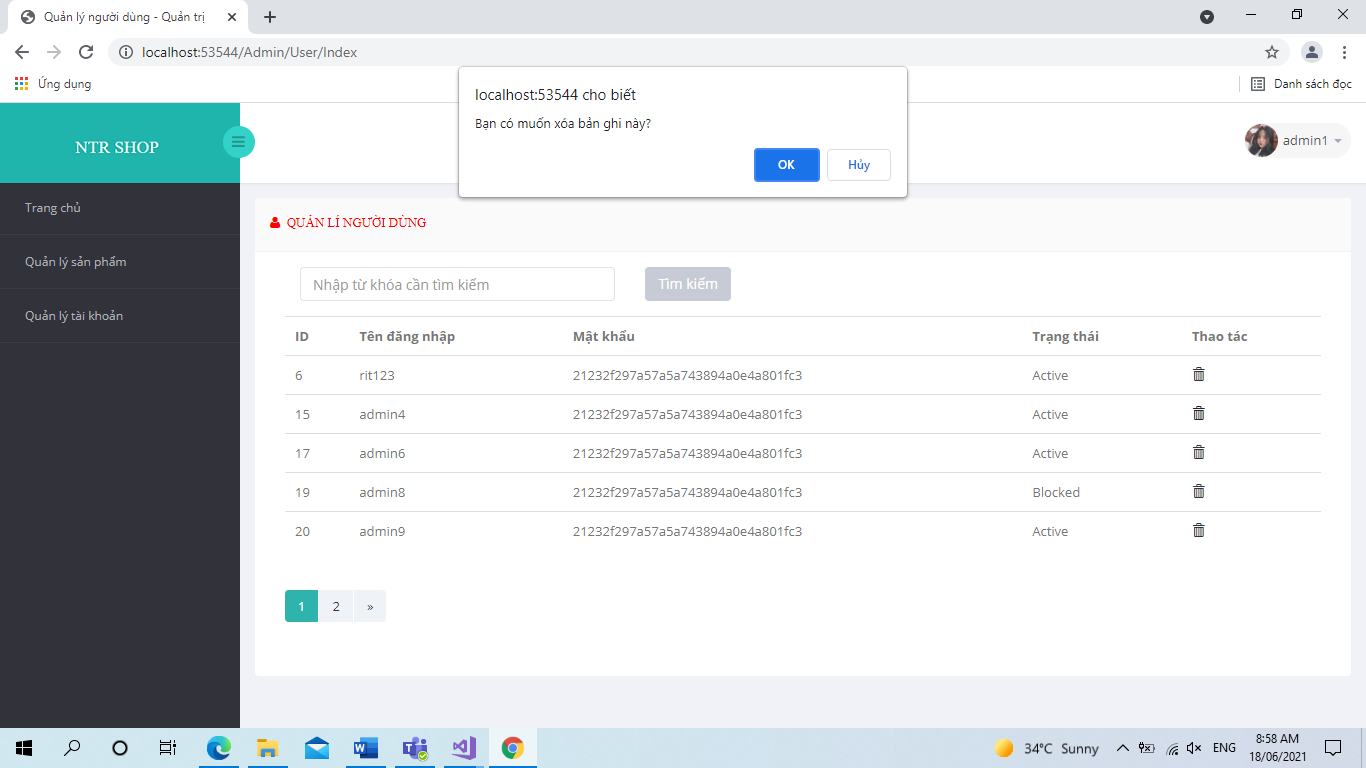 Quản lý người dùng - Quản trị
localhost:53544/Admin/User/Index
Ứng dụng
Danh sách đọc
localhost:53544 cho biết
Bạn có muốn xóa bản ghi này?
OK
Hủy
NTR SHOP
admin1
Trang chủ
Quản lý sản phẩm
Quản lý tài khoản
QUẢN LÍ NGƯỜI DÙNG
Nhập từ khóa cần tìm kiếm
Tìm kiếm
ID Tên đăng nhập Mật khẩu Trạng thái Thao tác
6 rit123 21232f297a57a5a743894a0e4a801fc3 Active
15 admin4 21232f297a57a5a743894a0e4a801fc3 Active
17 admin6 21232f297a57a5a743894a0e4a801fc3 Active
19 admin8 21232f297a57a5a743894a0e4a801fc3 Blocked
20 admin9 21232f297a57a5a743894a0e4a801fc3 Active
1 2 »
34°C Sunny
ENG
8:58 AM
18/06/2021